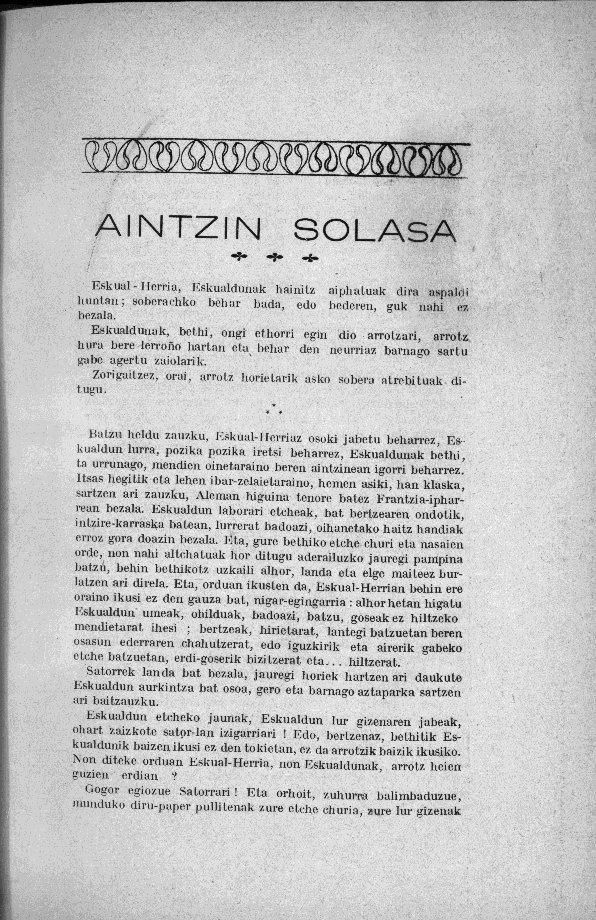 AINTZIN SOLASA
Eskual-Herria, Eskualdunak hainitz aiphatuak dira aspaldi
huntan; soberachko behar bada, edo bederen, guk nahi ez
bezala.
Eskualdunak, bethi, ongi ethorri egin dio arrotzari, arrotz
hura bere lerroño hartan eta behar den neurriaz barnago sartu
gabe agertu zaiolarik.
Zorigaitzez, orai, arrotz horietarik asko sobera atrebituak di-
tugu.
Batzu heldu zauzku, Eskual-Herriaz osoki jabetu beharrez, Es-
kualdun lurra, pozika pozika iretsi beharrez, Eskualdunak bethi,
ta urrunago, mendien oinetaraino beren aintzinean igorri beharrez.
Itsas hegitik eta lehen ibar-zelaietaraino, hemen asiki, han klaska,
sartzen ari zauzku, Aleman higuina tenore batez Frantzia-iphar-
rean bezala. Eskualdun laborari etcheak, bat bertzearen ondotik,
intzire-karraska batean, lurrerat badoazi, oihanetako haitz handiak
erroz gora doazin bezala. Eta, gure bethiko etche churi eta nasaien
orde, non nahi altchatuak hor ditugu aderailuzko jauregi pampina
batzu, behin bethikotz uzkaili alhor, landa eta elge maiteez bur-
latzen ari direla. Eta, orduan ikusten da, Eskual-Herrian behin ere
oraino ikusi ez den gauza bat, nigar-egingarria: alhor hetan higatu
Eskualdun umeak, ohilduak, badoazi, batzu, goseak ez hiltzeko
mendietarat ihesi; bertzeak, hirietarat, lantegi batzuetan beren
osasun ederraren chahutzerat, edo iguzkirik eta airerik gabeko
etche batzuetan, erdi-goserik bizitzerat eta... hiltzerat.
Satorrek landa bat bezala, jauregi horiek hartzen ari daukute
Eskualdun aurkintza bat osoa, gero eta barnago aztaparka sartzen
ari baitzauzku.
Eskualdun etcheko jaunak, Eskualdun lur gizenaren jabeak,
ohart zaizkote sator-lan izigarriari! Edo, bertzenaz, bethitik Es-
kualdunik baizen ikusi ez den tokietan, ez da arrotzik baizik ikusiko.
Non diteke orduan Eskual-Herria, non Eskualdunak, arrotz heien
guzien erdian ?
Gogor egiozue Satorrari! Eta orhoit, zuhurra balimbaduzue,
munduko diru-paper pullitenak zure etche churia, zure lur gizenak